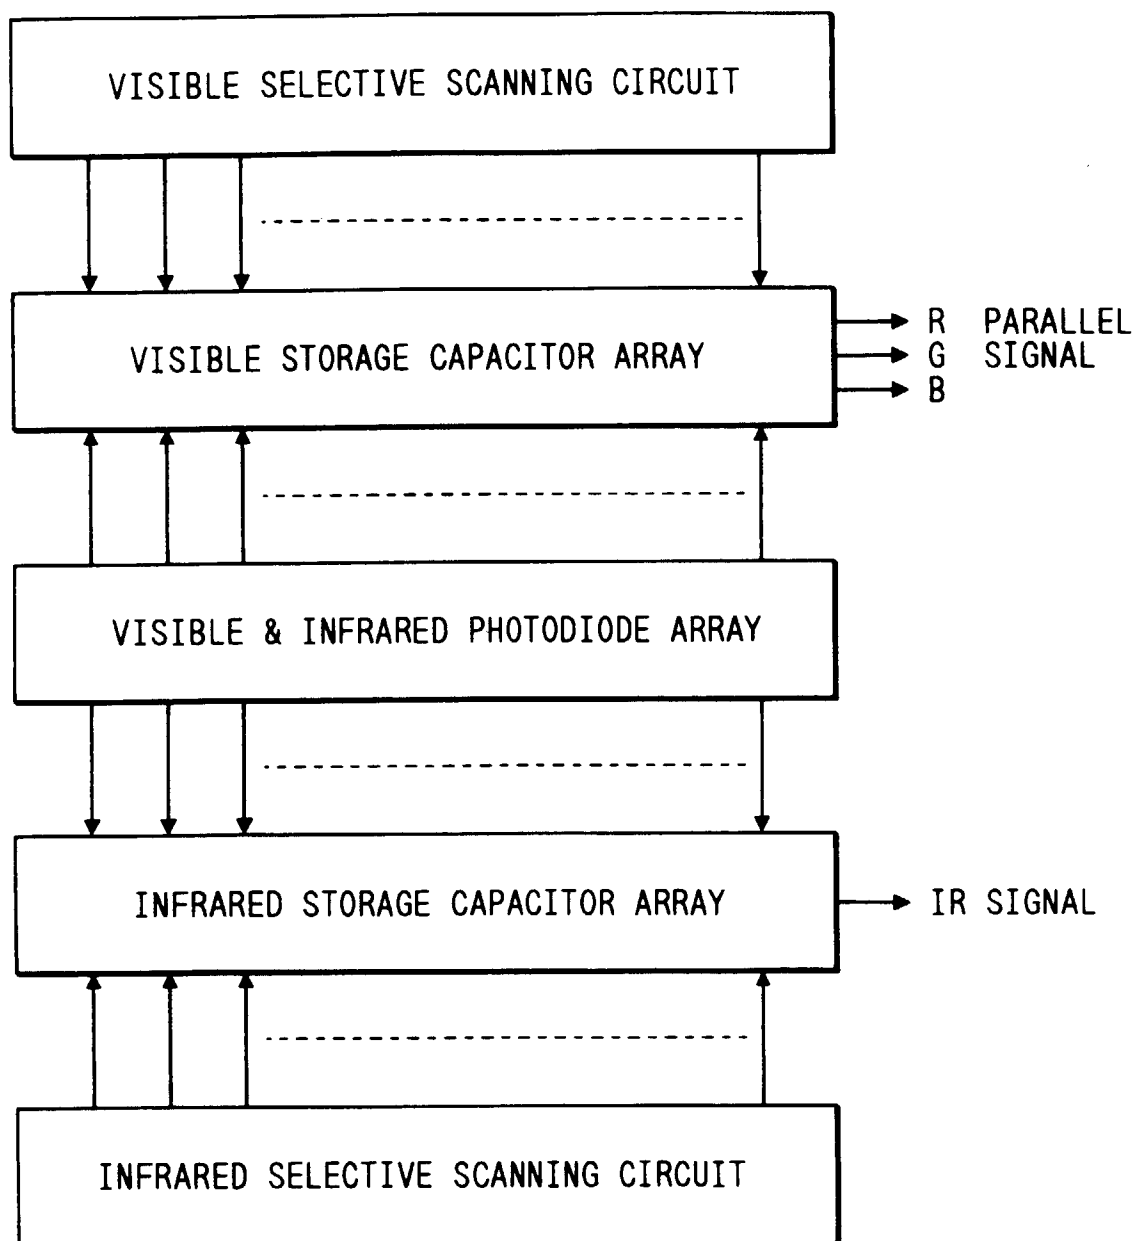 VISIBLE SELECTIVE SCANNING CIRCUIT
R PARALLEL
VISIBLE STORAGE CAPACITOR ARRAY G SIGNAL
B
VISIBLE & INFRARED PHOTODIODE ARRAY
INFRARED STORAGE CAPACITOR ARRAY IR SIGNAL
INFRARED SELECTIVE SCANNING CIRCUIT